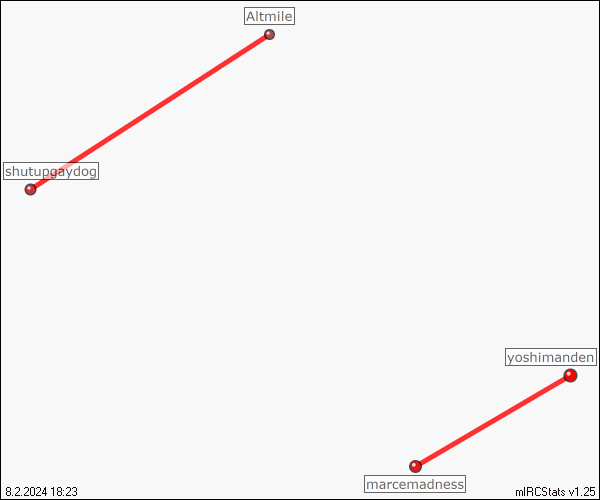 Altmile
shutupgaydog
yoshimanden
marcemadness
8.2.2024 18:23
mIRCStats v1.25